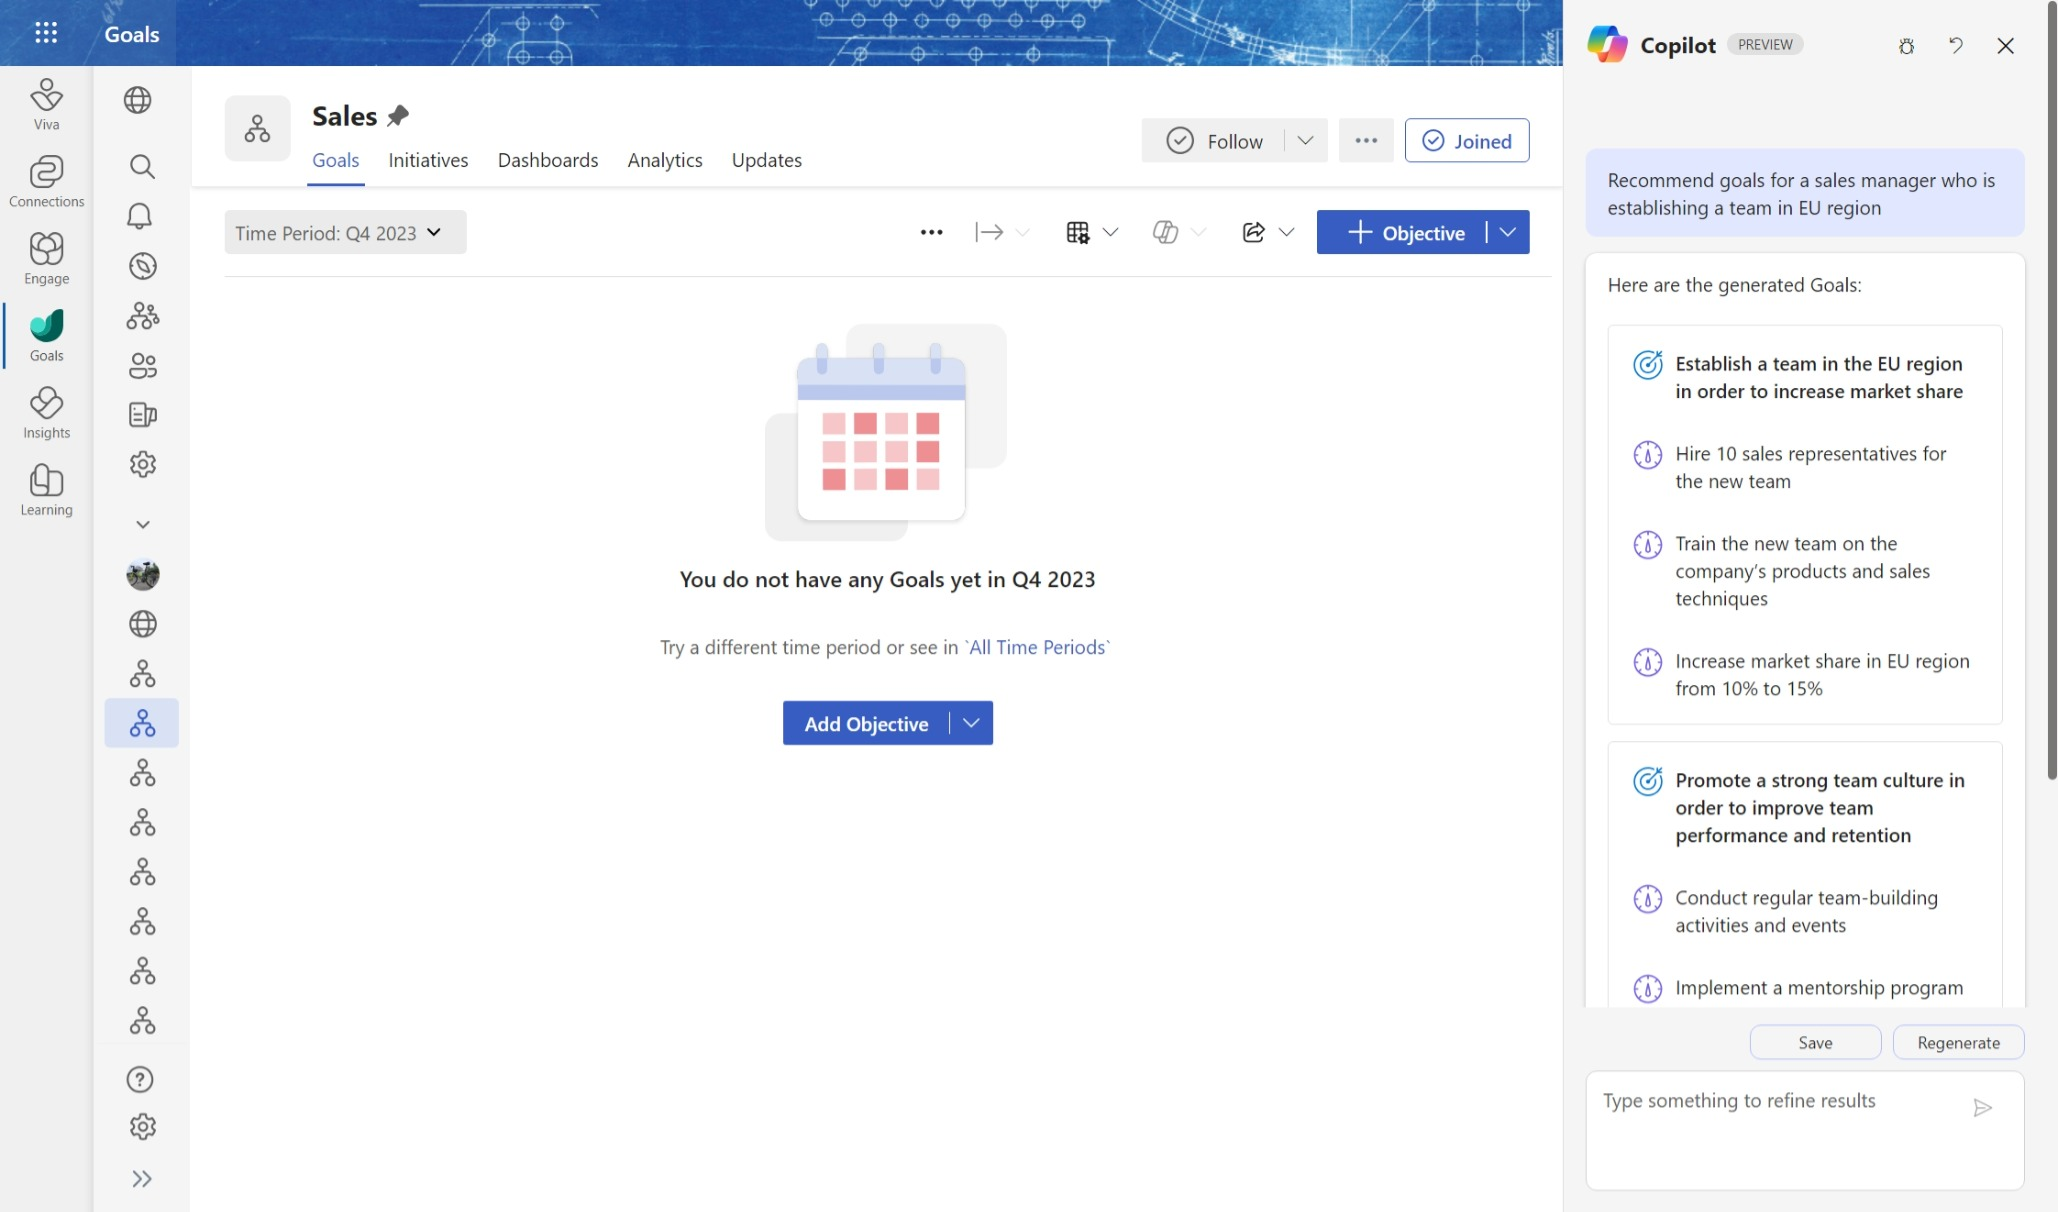 Goals
Copilot
PREVIEW
Viva
Connections
Engage
Goals
Insights
Learning
Sales
Goals
Initiatives
Dashboards
Analytics
Updates
Follow
Joined
Time Period: Q4 2023
Objective
You do not have any Goals yet in Q4 2023
Try a different time period or see in `All Time Periods`
Add Objective
Recommend goals for a sales manager who is
establishing a team in EU region
Here are the generated Goals:
Establish a team in the EU region
in order to increase market share
Hire 10 sales representatives for
the new team
Train the new team on the
company’s products and sales
techniques
Increase market share in EU region
from 10% to 15%
Promote a strong team culture in
order to improve team
performance and retention
Conduct regular team-building
activities and events
Implement a mentorship program
Save
Regenerate
Type something to refine results